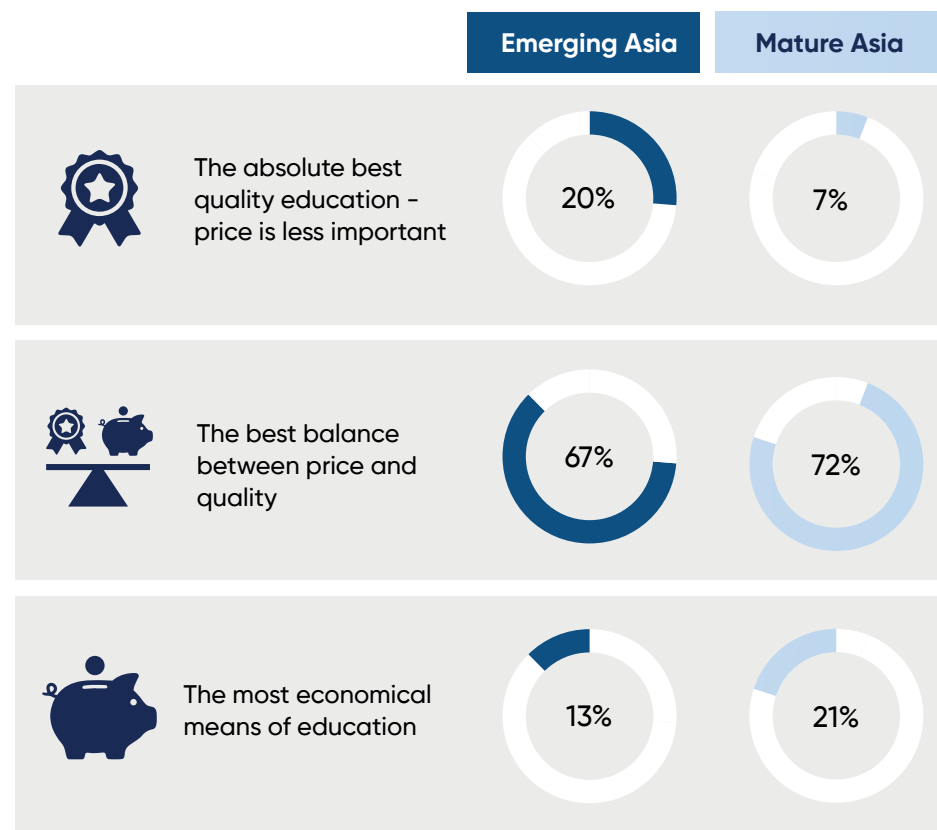 Emerging Asia
Mature Asia
The absolute best
quality education -
price is less important
20%
7%
The best balance
between price and
quality
67%
72%
The most economical
means of education
13%
21%